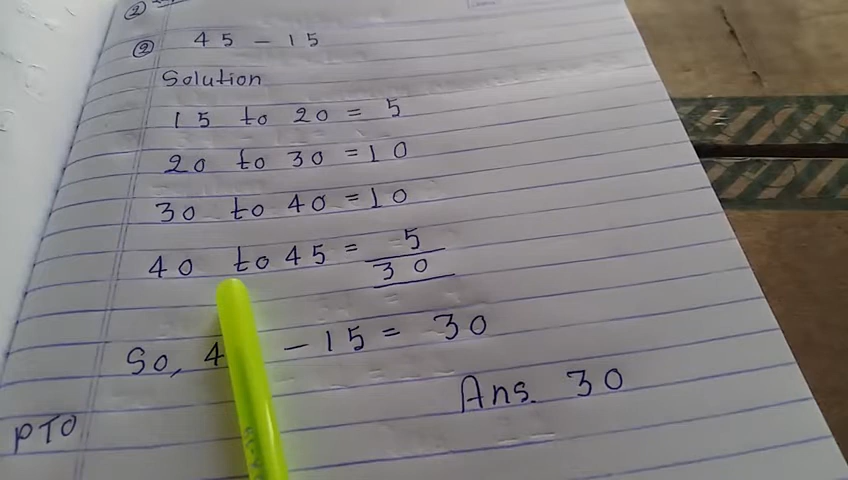 ②
② 45 - 15
Solution
15 to 20 = 5
20 to 30 = 10
30 to 40 = 10
40 to 45 = 5
30
So, 4 - 15 = 30
Ans. 30
PTO